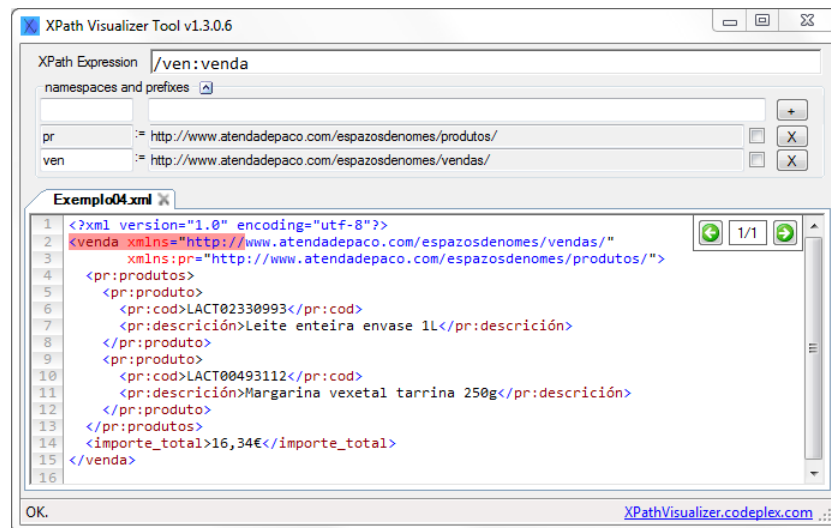 XPath Visualizer Tool v1.3.0.6
XPath Expression /ven:venda
namespaces and prefixes
+
pr := http://www.atendadepaco.com/espazosdenomes/produtos/ X
ven := http://www.atendadepaco.com/espazosdenomes/vendas/ X
Exemplo04.xml
1 <?xml version="1.0" encoding="utf-8"?>
1/1
2 <venda xmlns="http://www.atendadepaco.com/espazosdenomes/vendas/"
3 xmlns:pr="http://www.atendadepaco.com/espazosdenomes/produtos/">
4 <pr:produtos>
5 <pr:produto>
6 <pr:cod>LACT02330993</pr:cod>
7 <pr:descrición>Leite enteira envase 1L</pr:descrición>
8 </pr:produto>
9 <pr:produto>
10 <pr:cod>LACT00493112</pr:cod>
11 <pr:descrición>Margarina vexetal tarrina 250g</pr:descrición>
12 </pr:produto>
13 </pr:produtos>
14 <importe_total>16,34€</importe_total>
15 </venda>
16
OK. XPathVisualizer.codeplex.com